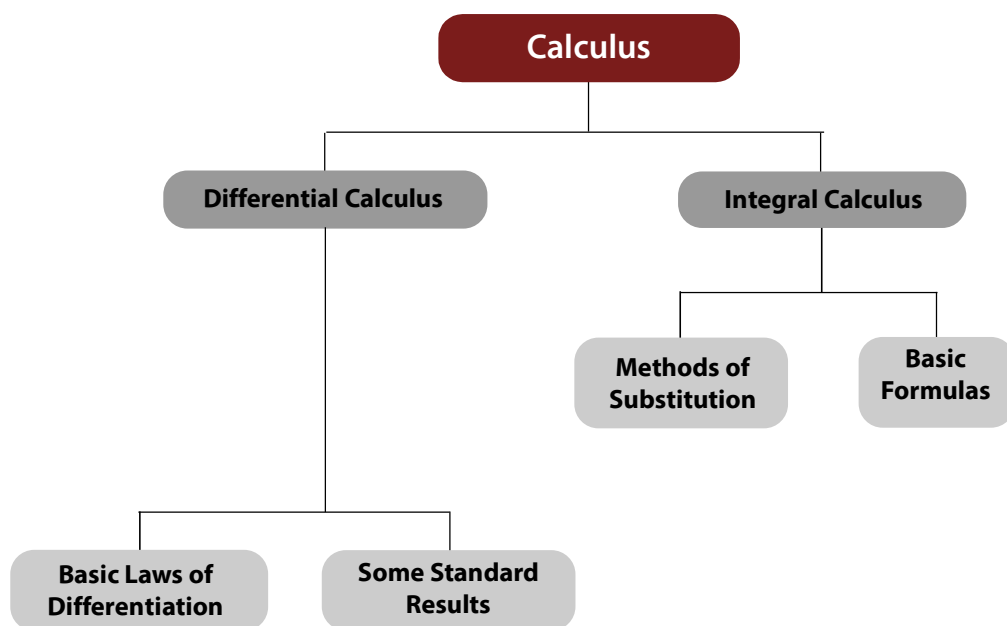 Calculus
Differential Calculus
Integral Calculus
Methods of
Substitution
Basic
Formulas
Basic Laws of
Differentiation
Some Standard
Results